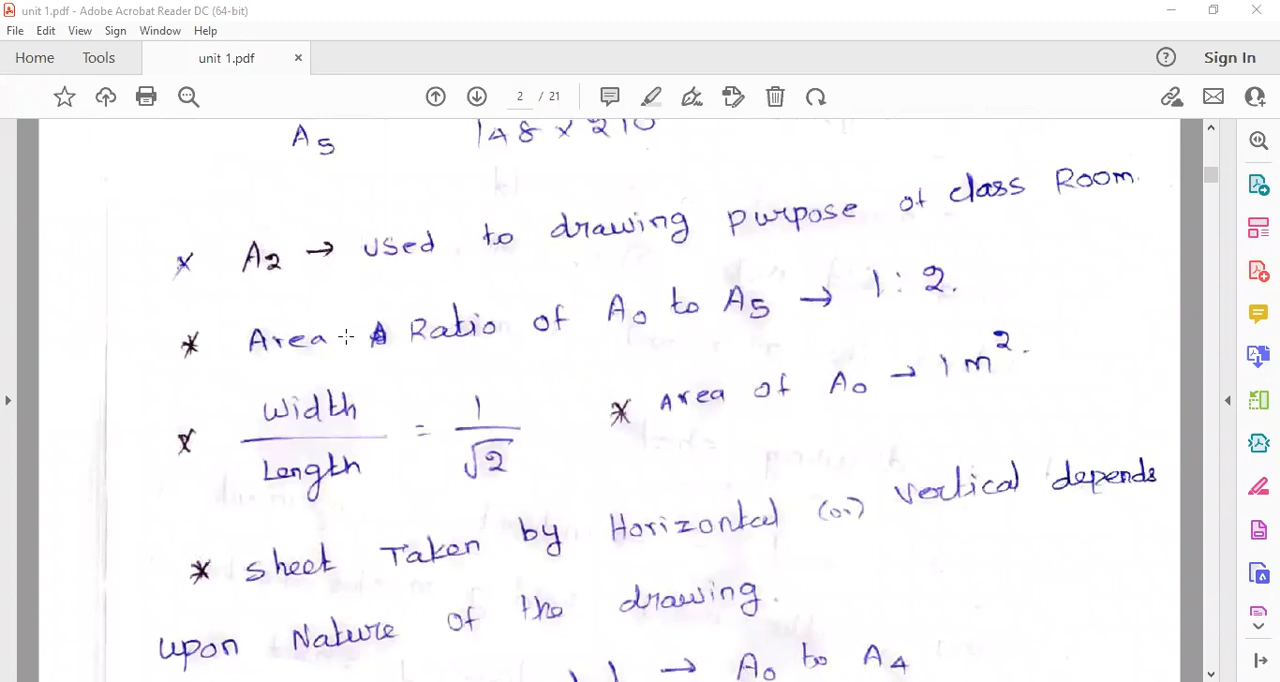 unit 1.pdf - Adobe Acrobat Reader DC (64-bit)
File Edit View Sign Window Help
Home Tools unit 1.pdf × Sign In
2 / 21
A5 148 x 210
* A2 → used to drawing purpose of class Room.
* Area Ratio of A0 to A5 → 1 : 2.
* Width / Length = 1 / √2 * Area of A0 → 1 m².
* Sheet Taken by Horizontal (or) vertical depends
upon Nature of the drawing.
→ A0 to A4